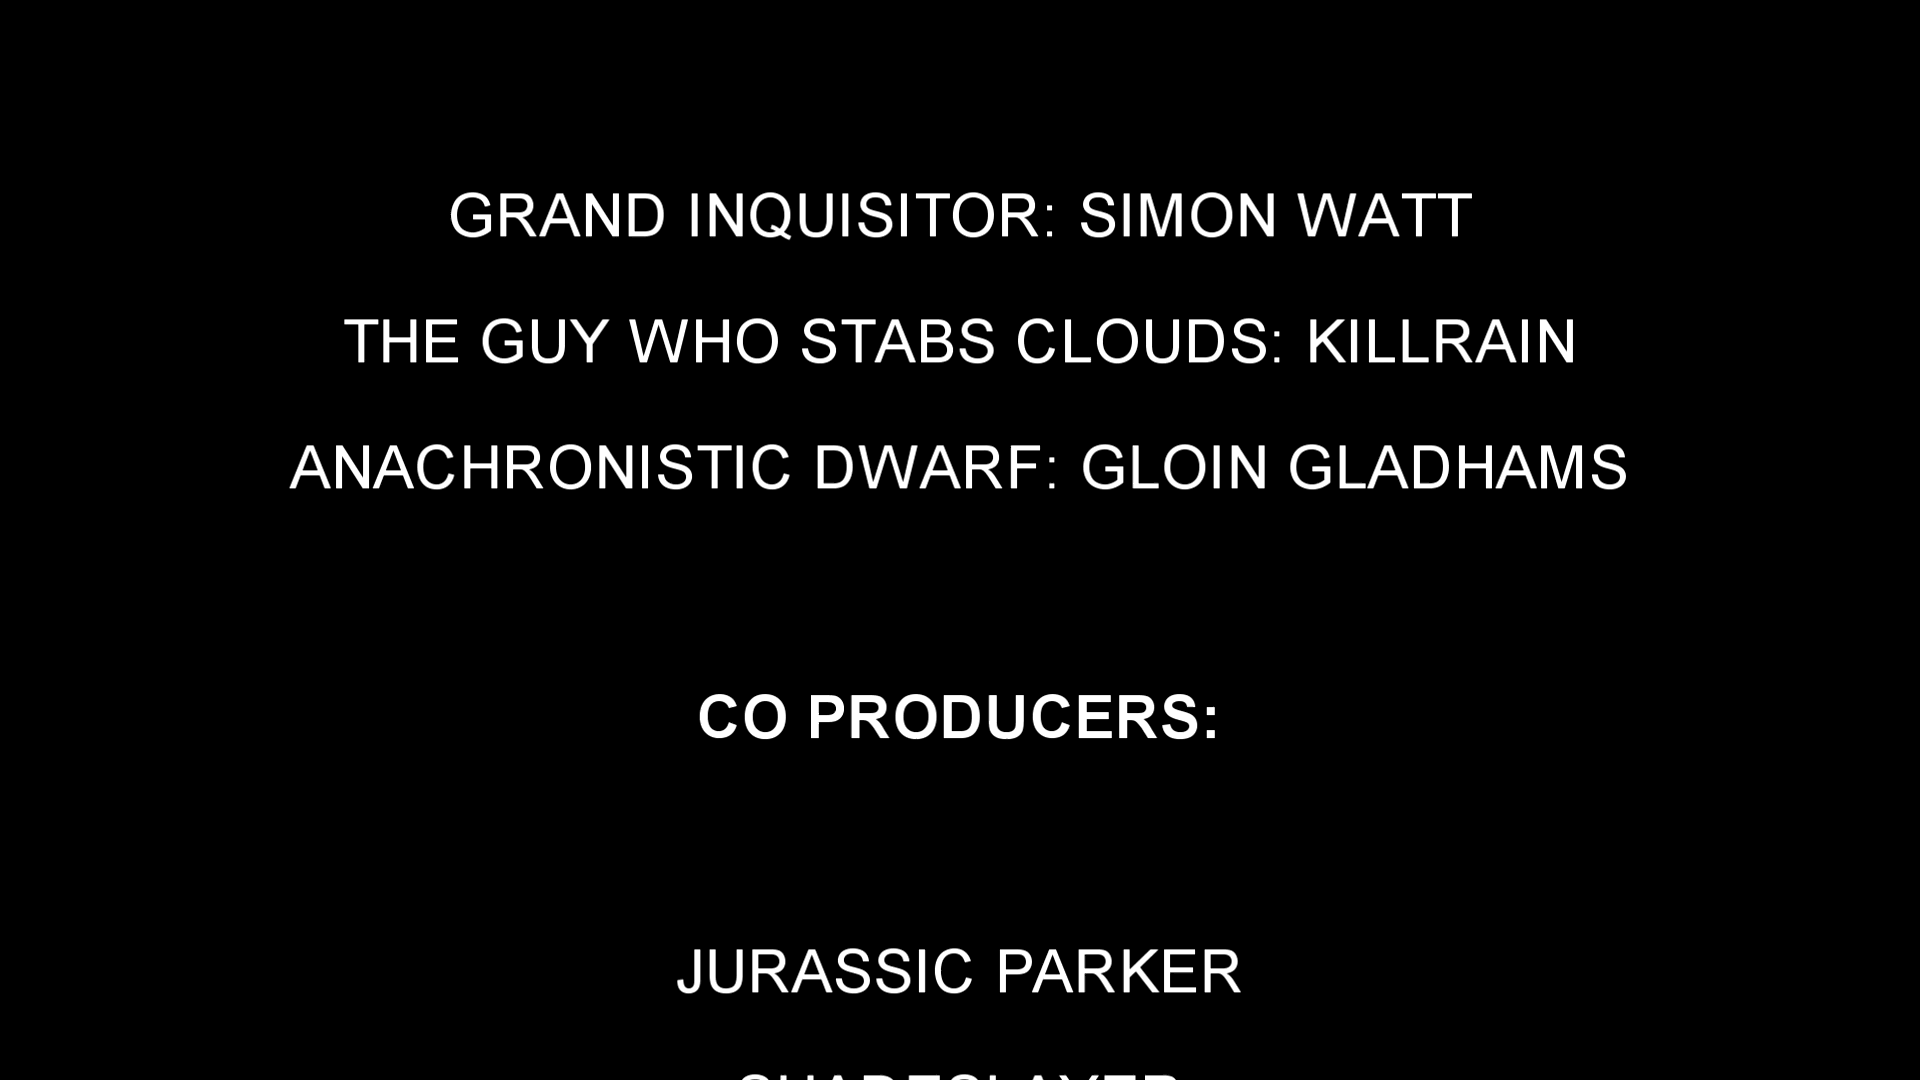 GRAND INQUISITOR: SIMON WATT
THE GUY WHO STABS CLOUDS: KILLRAIN
ANACHRONISTIC DWARF: GLOIN GLADHAMS
CO PRODUCERS:
JURASSIC PARKER